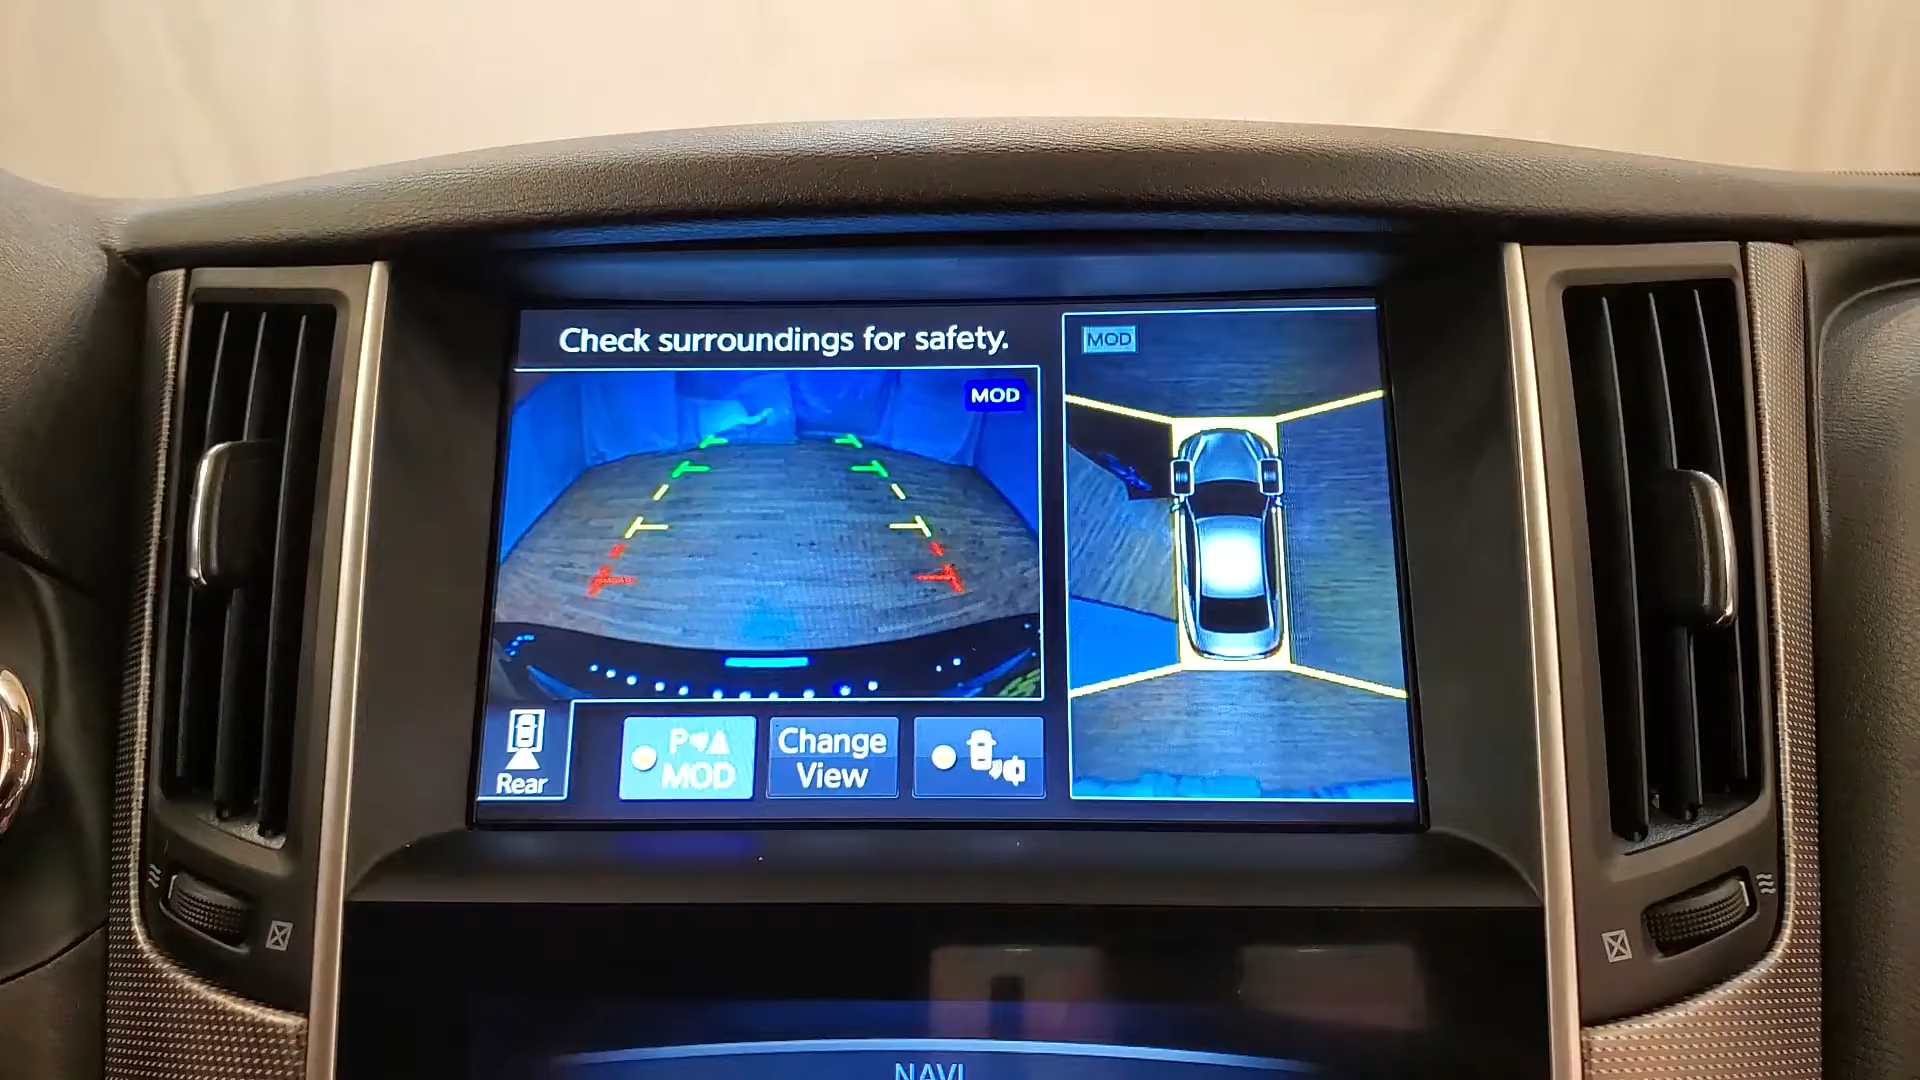 Check surroundings for safety.
MOD
MOD
Rear
P
MOD
Change
View
NAVI